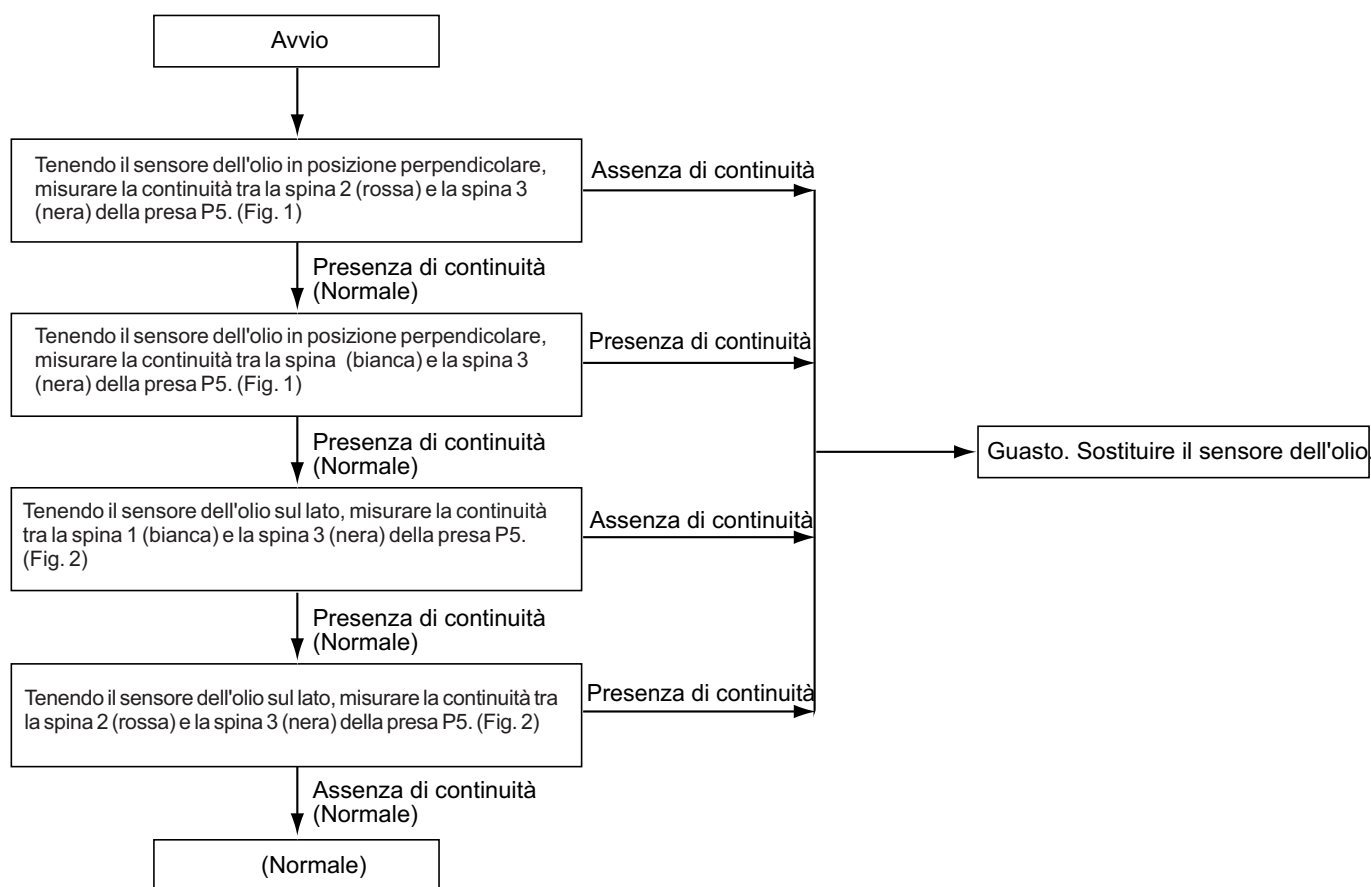 Avvio
Tenendo il sensore dell'olio in posizione perpendicolare,
misurare la continuità tra la spina 2 (rossa) e la spina 3
(nera) della presa P5. (Fig. 1)
Assenza di continuità
Presenza di continuità
(Normale)
Tenendo il sensore dell'olio in posizione perpendicolare,
misurare la continuità tra la spina (bianca) e la spina 3
(nera) della presa P5. (Fig. 1)
Presenza di continuità
Presenza di continuità
(Normale)
Guasto. Sostituire il sensore dell'olio.
Tenendo il sensore dell'olio sul lato, misurare la continuità
tra la spina 1 (bianca) e la spina 3 (nera) della presa P5.
(Fig. 2)
Assenza di continuità
Presenza di continuità
(Normale)
Tenendo il sensore dell'olio sul lato, misurare la continuità tra
la spina 2 (rossa) e la spina 3 (nera) della presa P5. (Fig. 2)
Presenza di continuità
Assenza di continuità
(Normale)
(Normale)